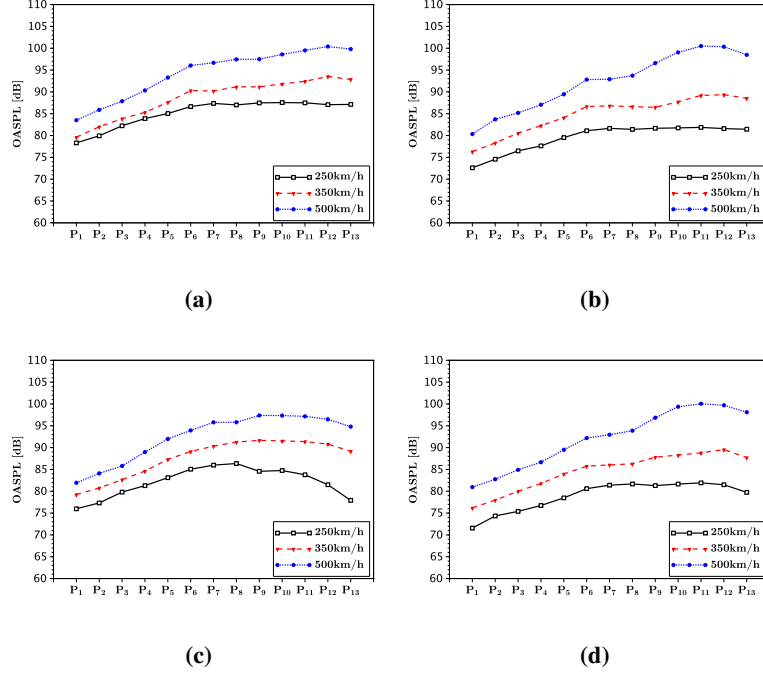 110
105
100
95
90
85
80
75
70
65
60
OASPL [dB]
250km/h
350km/h
500km/h
P₁ P₂ P₃ P₄ P₅ P₆ P₇ P₈ P₉ P₁₀ P₁₁ P₁₂ P₁₃
(a)
110
105
100
95
90
85
80
75
70
65
60
OASPL [dB]
250km/h
350km/h
500km/h
P₁ P₂ P₃ P₄ P₅ P₆ P₇ P₈ P₉ P₁₀ P₁₁ P₁₂ P₁₃
(b)
110
105
100
95
90
85
80
75
70
65
60
OASPL [dB]
250km/h
350km/h
500km/h
P₁ P₂ P₃ P₄ P₅ P₆ P₇ P₈ P₉ P₁₀ P₁₁ P₁₂ P₁₃
(c)
110
105
100
95
90
85
80
75
70
65
60
OASPL [dB]
250km/h
350km/h
500km/h
P₁ P₂ P₃ P₄ P₅ P₆ P₇ P₈ P₉ P₁₀ P₁₁ P₁₂ P₁₃
(d)